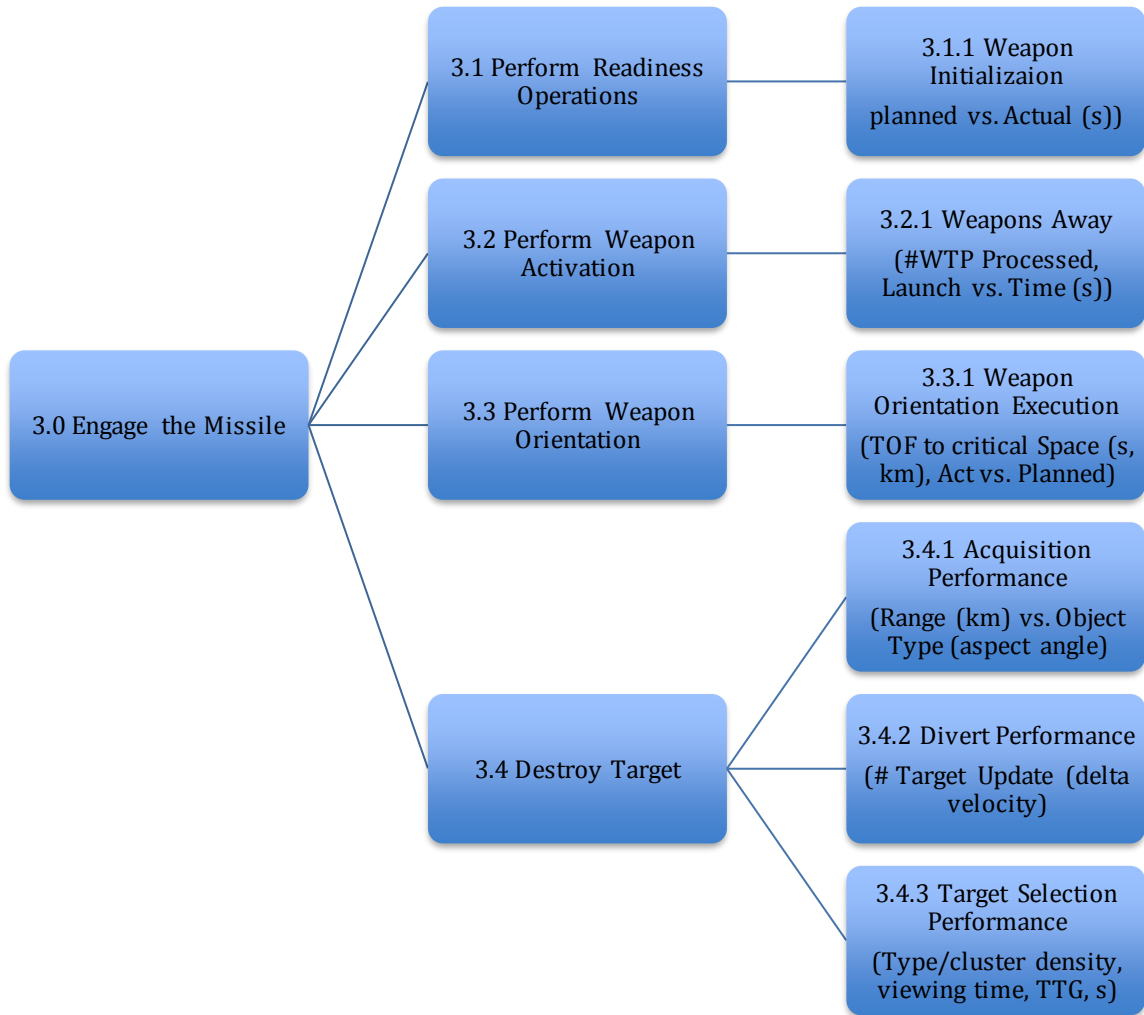 3.1 Perform Readiness
Operations
3.1.1 Weapon
Initializaion
planned vs. Actual (s))
3.2 Perform Weapon
Activation
3.2.1 Weapons Away
(#WTP Processed,
Launch vs. Time (s))
3.0 Engage the Missile
3.3 Perform Weapon
Orientation
3.3.1 Weapon
Orientation Execution
(TOF to critical Space (s,
km), Act vs. Planned)
3.4 Destroy Target
3.4.1 Acquisition
Performance
(Range (km) vs. Object
Type (aspect angle)
3.4.2 Divert Performance
(# Target Update (delta
velocity)
3.4.3 Target Selection
Performance
(Type/cluster density,
viewing time, TTG, s)